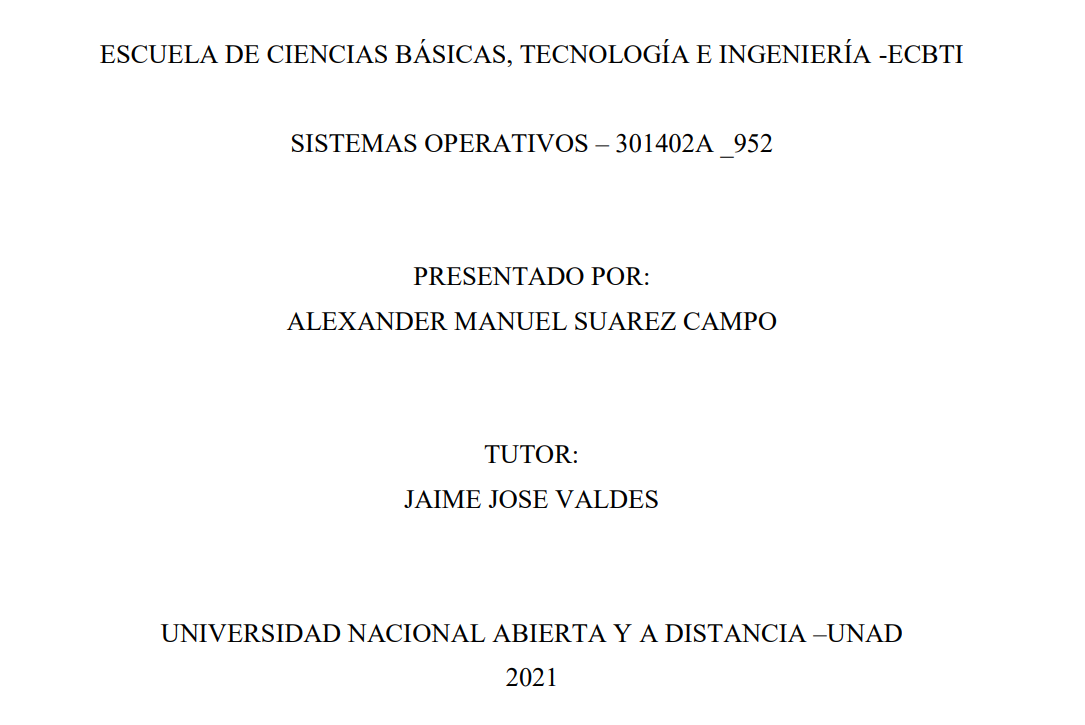 ESCUELA DE CIENCIAS BÁSICAS, TECNOLOGÍA E INGENIERÍA -ECBTI
SISTEMAS OPERATIVOS – 301402A _952
PRESENTADO POR:
ALEXANDER MANUEL SUAREZ CAMPO
TUTOR:
JAIME JOSE VALDES
UNIVERSIDAD NACIONAL ABIERTA Y A DISTANCIA –UNAD
2021